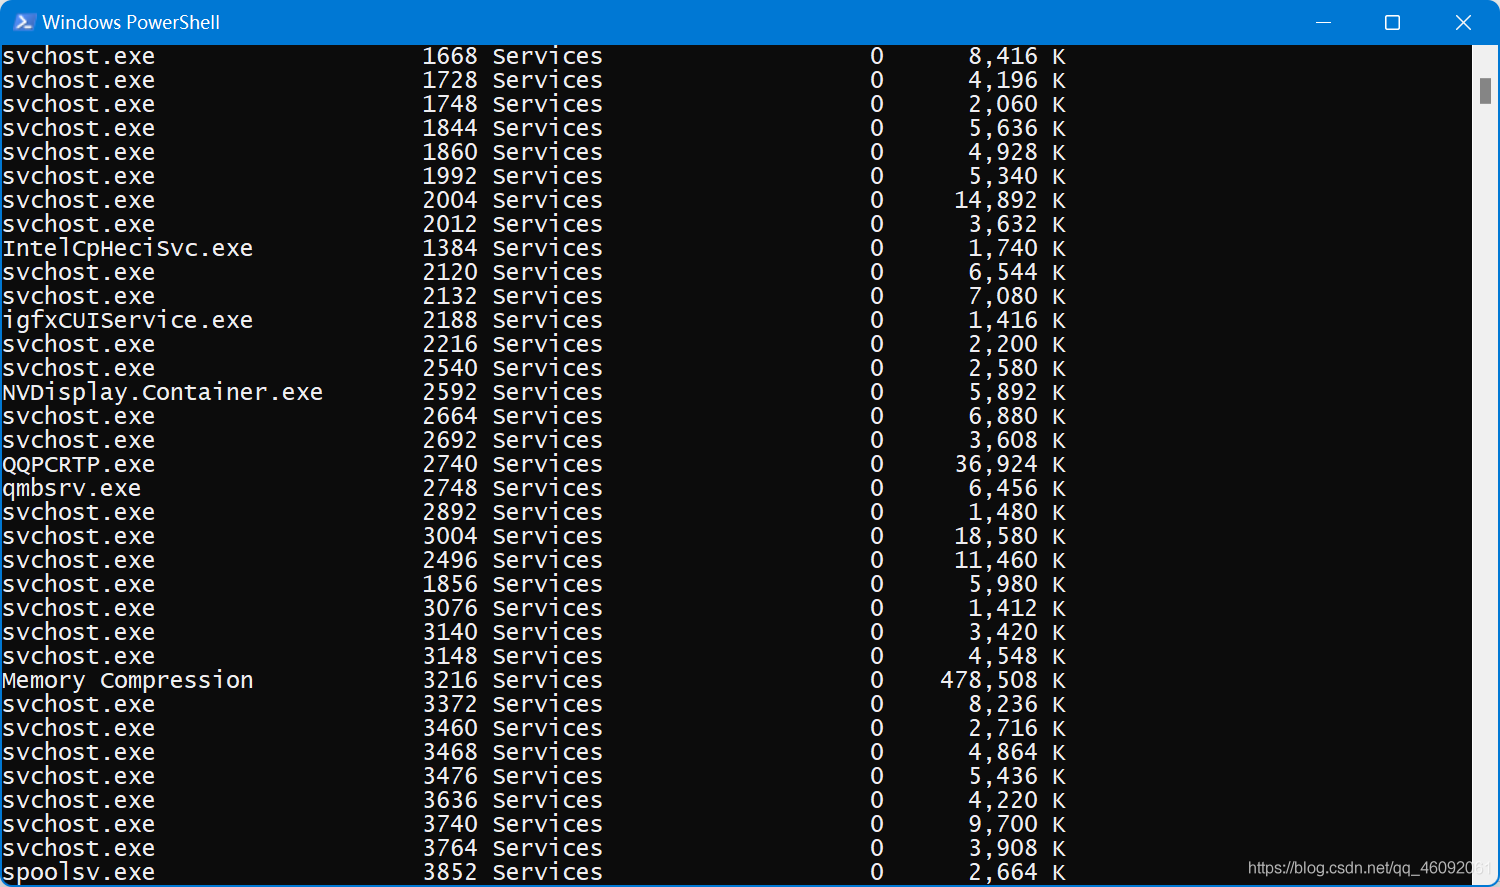 Windows PowerShell
svchost.exe 1668 Services 0 8,416 K
svchost.exe 1728 Services 0 4,196 K
svchost.exe 1748 Services 0 2,060 K
svchost.exe 1844 Services 0 5,636 K
svchost.exe 1860 Services 0 4,928 K
svchost.exe 1992 Services 0 5,340 K
svchost.exe 2004 Services 0 14,892 K
svchost.exe 2012 Services 0 3,632 K
IntelCpHeciSvc.exe 1384 Services 0 1,740 K
svchost.exe 2120 Services 0 6,544 K
svchost.exe 2132 Services 0 7,080 K
igfxCUIService.exe 2188 Services 0 1,416 K
svchost.exe 2216 Services 0 2,200 K
svchost.exe 2540 Services 0 2,580 K
NVDisplay.Container.exe 2592 Services 0 5,892 K
svchost.exe 2664 Services 0 6,880 K
svchost.exe 2692 Services 0 3,608 K
QQPCRTP.exe 2740 Services 0 36,924 K
qmbsrv.exe 2748 Services 0 6,456 K
svchost.exe 2892 Services 0 1,480 K
svchost.exe 3004 Services 0 18,580 K
svchost.exe 2496 Services 0 11,460 K
svchost.exe 1856 Services 0 5,980 K
svchost.exe 3076 Services 0 1,412 K
svchost.exe 3140 Services 0 3,420 K
svchost.exe 3148 Services 0 4,548 K
Memory Compression 3216 Services 0 478,508 K
svchost.exe 3372 Services 0 8,236 K
svchost.exe 3460 Services 0 2,716 K
svchost.exe 3468 Services 0 4,864 K
svchost.exe 3476 Services 0 5,436 K
svchost.exe 3636 Services 0 4,220 K
svchost.exe 3740 Services 0 9,700 K
svchost.exe 3764 Services 0 3,908 K
spoolsv.exe 3852 Services 0 2,664 K
https://blog.csdn.net/qq_46092061